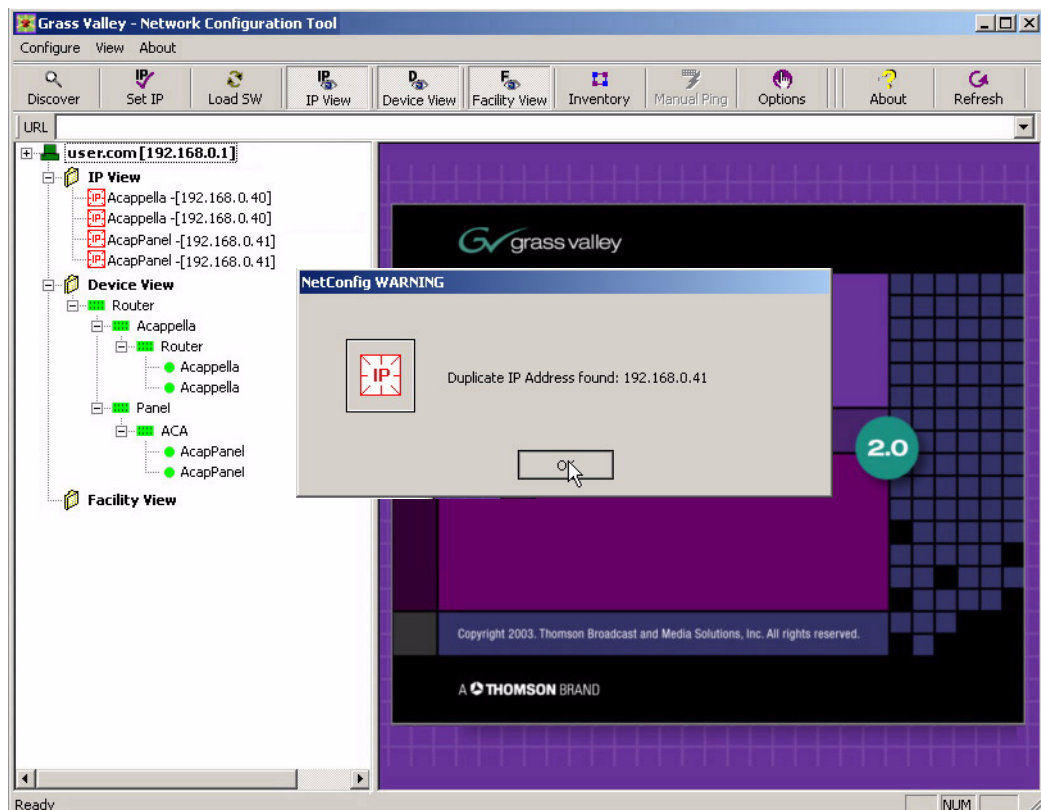 Grass Valley - Network Configuration Tool
Configure View About
Discover Set IP Load SW IP View Device View Facility View Inventory Manual Ping Options About Refresh
URL
user.com [192.168.0.1]
IP View
Acappella -[192.168.0.40]
Acappella -[192.168.0.40]
AcapPanel -[192.168.0.41]
AcapPanel -[192.168.0.41]
Device View
Router
Acappella
Router
Acappella
Acappella
Panel
ACA
AcapPanel
AcapPanel
Facility View
grass valley
NetConfig WARNING
IP
Duplicate IP Address found: 192.168.0.41
OK
2.0
Copyright 2003. Thomson Broadcast and Media Solutions, Inc. All rights reserved.
A THOMSON BRAND
Ready
NUM